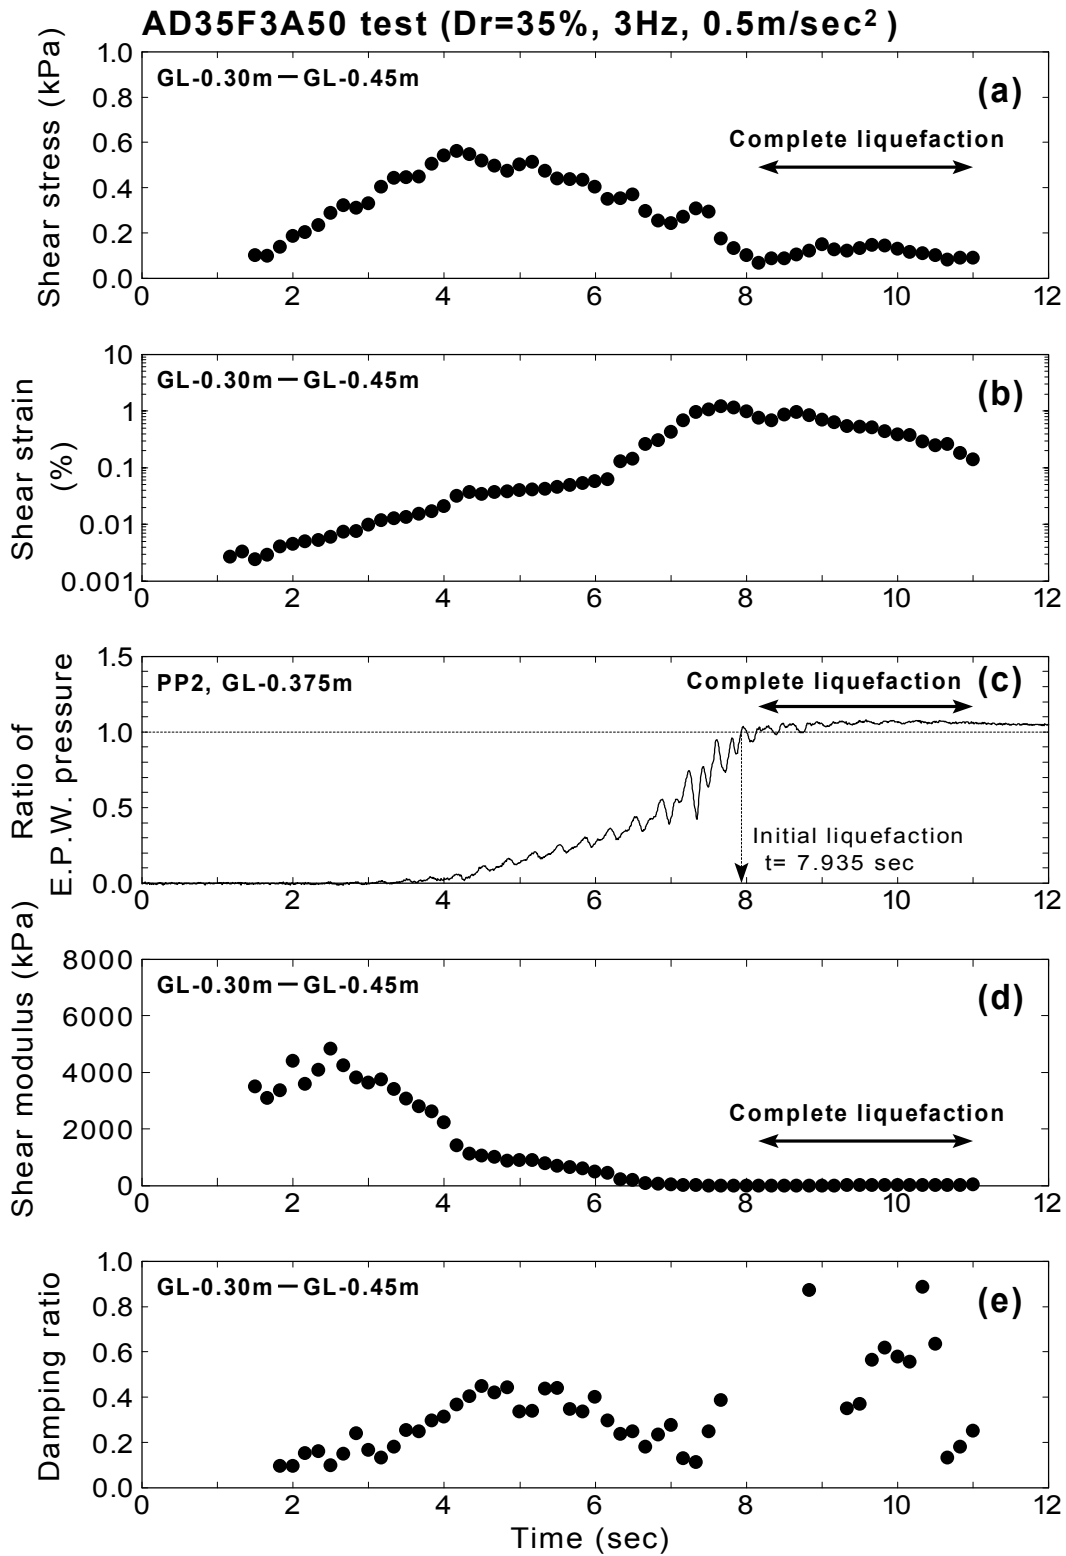 AD35F3A50 test (Dr=35%, 3Hz, 0.5m/sec²)
Shear stress (kPa)
1.0
0.8
0.6
0.4
0.2
0.0
GL-0.30m—GL-0.45m
(a)
Complete liquefaction
0 2 4 6 8 10 12
Shear strain
(%)
10
1
0.1
0.01
0.001
GL-0.30m—GL-0.45m
(b)
0 2 4 6 8 10 12
Ratio of
E.P.W. pressure
1.5
1.0
0.5
0.0
PP2, GL-0.375m
Complete liquefaction
(c)
Initial liquefaction
t= 7.935 sec
0 2 4 6 8 10 12
Shear modulus (kPa)
8000
6000
4000
2000
0
GL-0.30m—GL-0.45m
(d)
Complete liquefaction
0 2 4 6 8 10 12
Damping ratio
1.0
0.8
0.6
0.4
0.2
0.0
GL-0.30m—GL-0.45m
(e)
0 2 4 6 8 10 12
Time (sec)